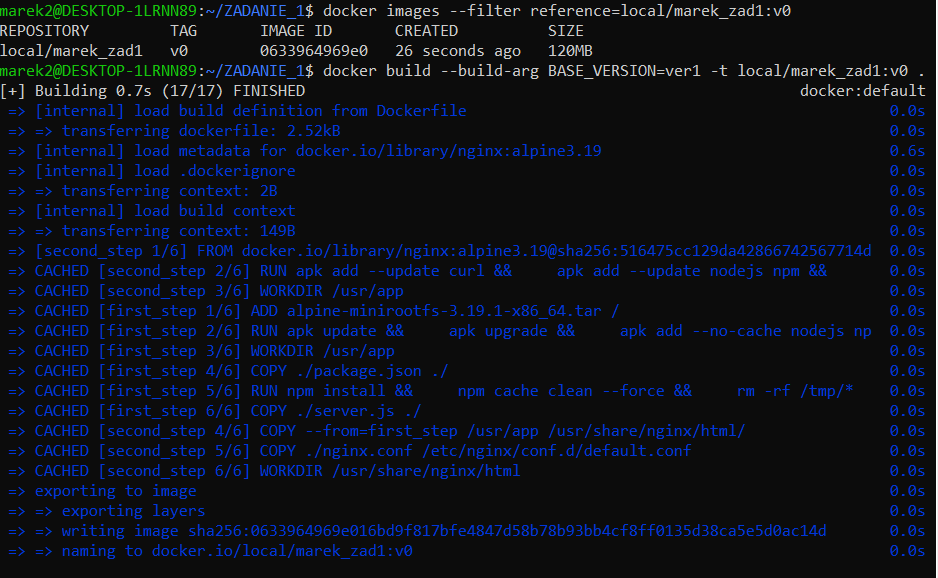 marek2@DESKTOP-1LRNN89:~/ZADANIE_1$ docker images --filter reference=local/marek_zad1:v0
REPOSITORY TAG IMAGE ID CREATED SIZE
local/marek_zad1 v0 0633964969e0 26 seconds ago 120MB
marek2@DESKTOP-1LRNN89:~/ZADANIE_1$ docker build --build-arg BASE_VERSION=ver1 -t local/marek_zad1:v0 .
[+] Building 0.7s (17/17) FINISHED docker:default
=> [internal] load build definition from Dockerfile 0.0s
=> => transferring dockerfile: 2.52kB 0.0s
=> [internal] load metadata for docker.io/library/nginx:alpine3.19 0.6s
=> [internal] load .dockerignore 0.0s
=> => transferring context: 2B 0.0s
=> [internal] load build context 0.0s
=> => transferring context: 149B 0.0s
=> [second_step 1/6] FROM docker.io/library/nginx:alpine3.19@sha256:516475cc129da42866742567714d 0.0s
=> CACHED [second_step 2/6] RUN apk add --update curl && apk add --update nodejs npm && 0.0s
=> CACHED [second_step 3/6] WORKDIR /usr/app 0.0s
=> CACHED [first_step 1/6] ADD alpine-minirootfs-3.19.1-x86_64.tar / 0.0s
=> CACHED [first_step 2/6] RUN apk update && apk upgrade && apk add --no-cache nodejs np 0.0s
=> CACHED [first_step 3/6] WORKDIR /usr/app 0.0s
=> CACHED [first_step 4/6] COPY ./package.json ./ 0.0s
=> CACHED [first_step 5/6] RUN npm install && npm cache clean --force && rm -rf /tmp/* 0.0s
=> CACHED [first_step 6/6] COPY ./server.js ./ 0.0s
=> CACHED [second_step 4/6] COPY --from=first_step /usr/app /usr/share/nginx/html/ 0.0s
=> CACHED [second_step 5/6] COPY ./nginx.conf /etc/nginx/conf.d/default.conf 0.0s
=> CACHED [second_step 6/6] WORKDIR /usr/share/nginx/html 0.0s
=> exporting to image 0.0s
=> => exporting layers 0.0s
=> => writing image sha256:0633964969e016bd9f817bfe4847d58b78b93bb4cf8ff0135d38ca5e5d0ac14d 0.0s
=> => naming to docker.io/local/marek_zad1:v0 0.0s